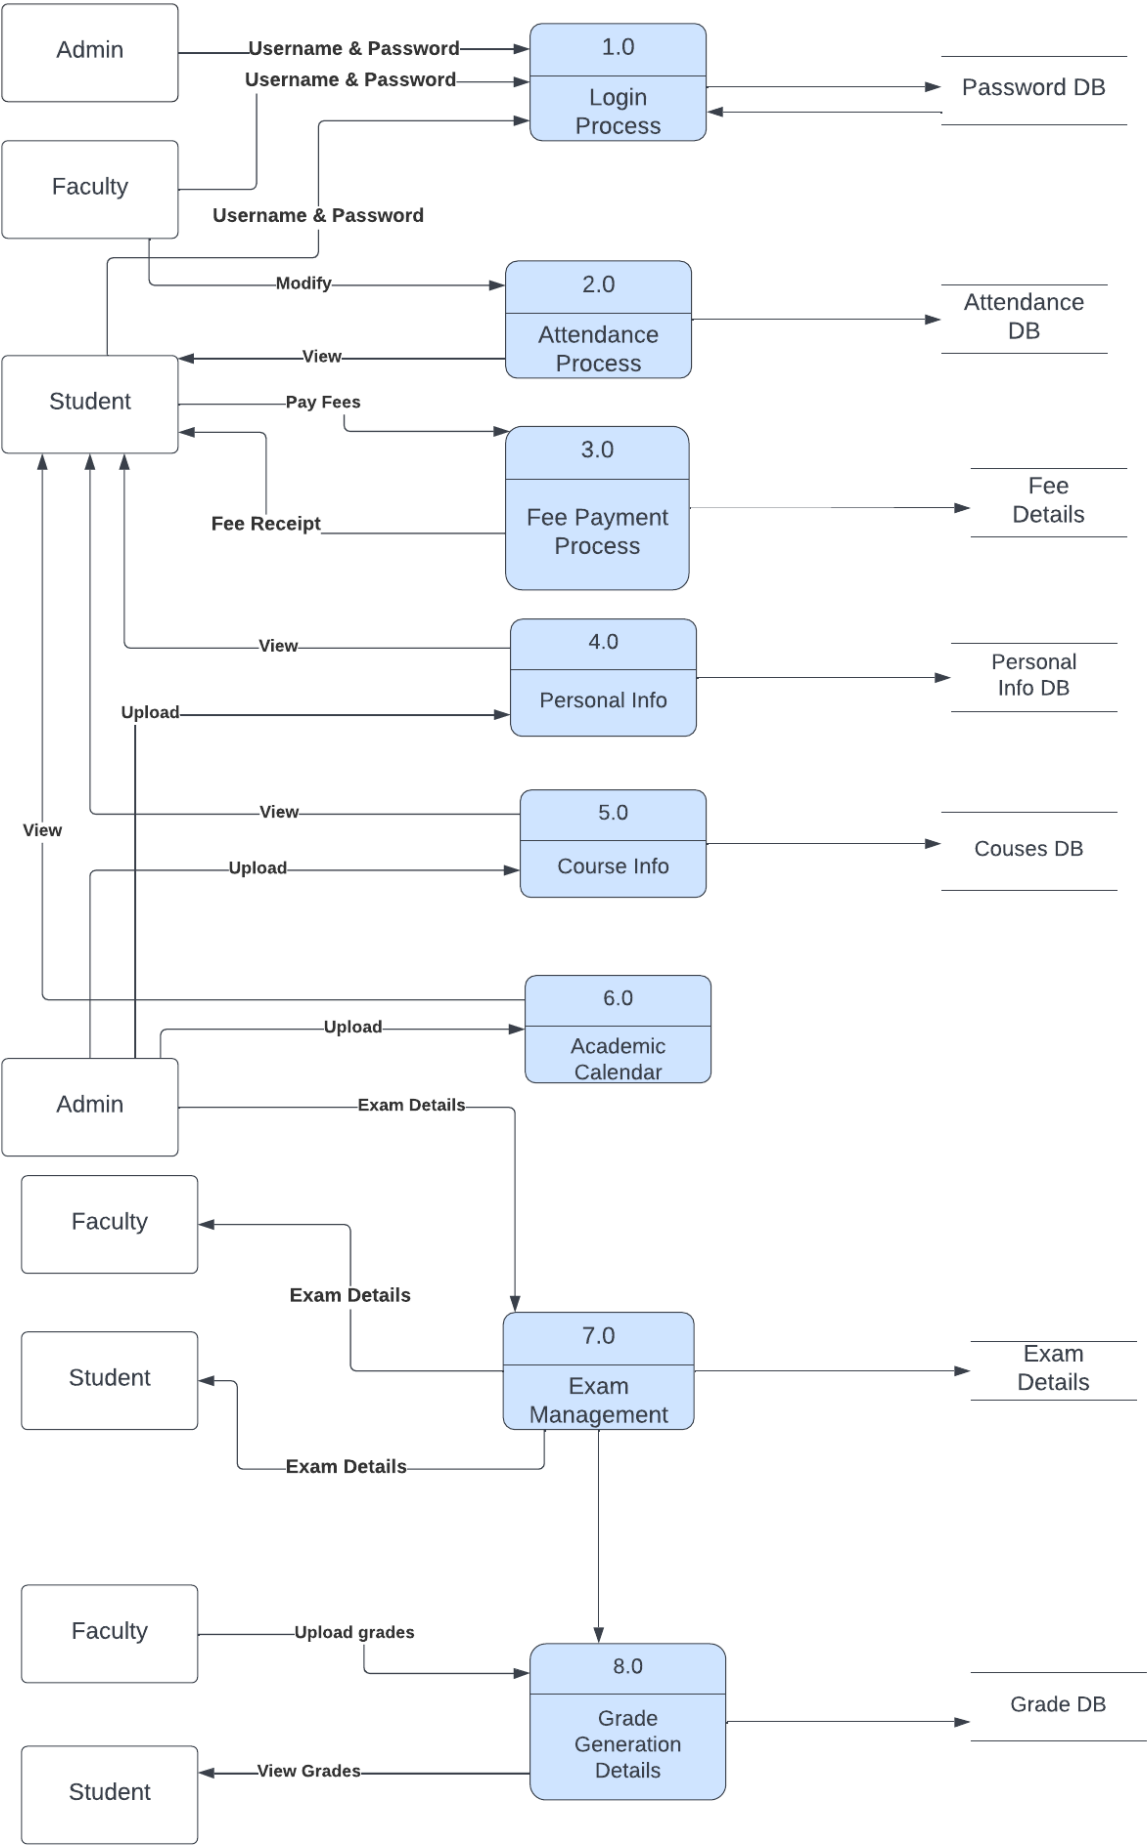 Admin
Username & Password
1.0
Username & Password
Login
Process
Password DB
Faculty
Username & Password
Modify
2.0
Attendance
Process
Attendance
DB
View
Student
Pay Fees
3.0
Fee Payment
Process
Fee
Details
Fee Receipt
View
4.0
Personal Info
Personal
Info DB
Upload
View
5.0
Course Info
Couses DB
View
Upload
6.0
Academic
Calendar
Upload
Admin
Exam Details
Faculty
Exam Details
7.0
Exam
Management
Exam
Details
Student
Exam Details
Faculty
Upload grades
8.0
Grade
Generation
Details
Grade DB
View Grades
Student